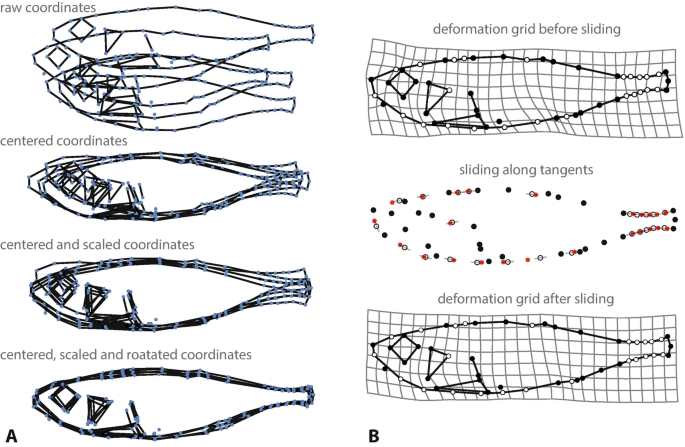 raw coordinates
centered coordinates
centered and scaled coordinates
centered, scaled and roatated coordinates
A
deformation grid before sliding
sliding along tangents
deformation grid after sliding
B